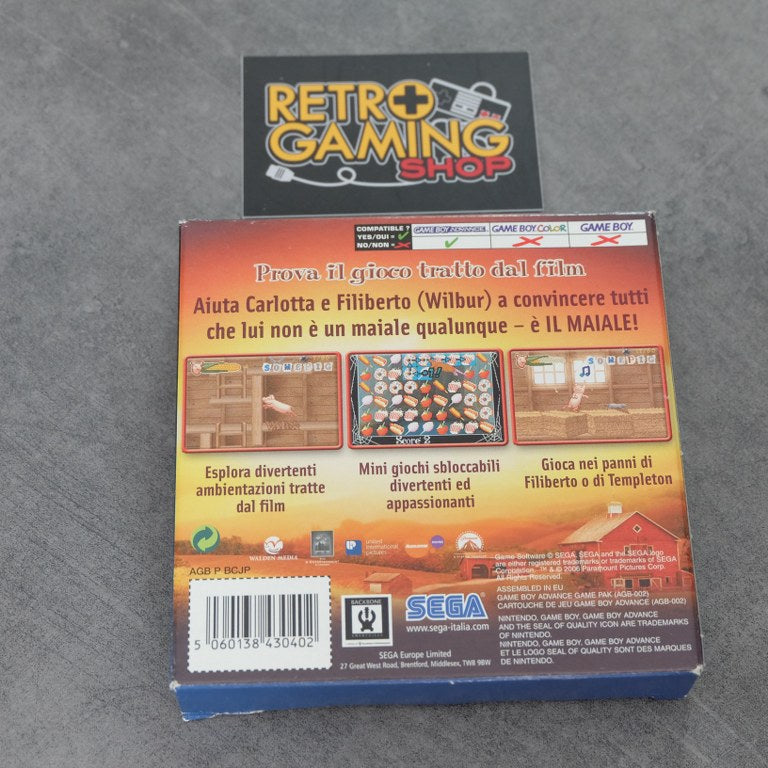 RETRO
GAMING
SHOP
COMPATIBLE ?
YES/OUI =
NO/NON =
GAME BOY ADVANCE
GAME BOY COLOR
GAME BOY
Prova il gioco tratto dal film
Aiuta Carlotta e Filiberto (Wilbur) a convincere tutti
che lui non è un maiale qualunque – è IL MAIALE!
SOMEPIG
Score 2
SOMEPIG
Esplora divertenti
ambientazioni tratte
dal film
Mini giochi sbloccabili
divertenti ed
appassionanti
Gioca nei panni di
Filiberto o di Templeton
WALDEN MEDIA
united
international
pictures
Game Software © SEGA. SEGA and the SEGA logo
are either registered trademarks or trademarks of SEGA
Corporation. ™ & © 2006 Paramount Pictures Corp.
All Rights Reserved.
AGB P BCJP
ASSEMBLED IN EU
GAME BOY ADVANCE GAME PAK (AGB-002)
CARTOUCHE DE JEU GAME BOY ADVANCE (AGB-002)
NINTENDO, GAME BOY, GAME BOY ADVANCE
AND THE SEAL OF QUALITY ICON ARE TRADEMARKS
OF NINTENDO.
NINTENDO, GAME BOY, GAME BOY ADVANCE
ET LE LOGO SEAL OF QUALITY SONT DES MARQUES
DE NINTENDO.
5 060138 430402
BACKBONE
SEGA
www.sega-italia.com
SEGA Europe Limited
27 Great West Road, Brentford, Middlesex, TW8 9BW